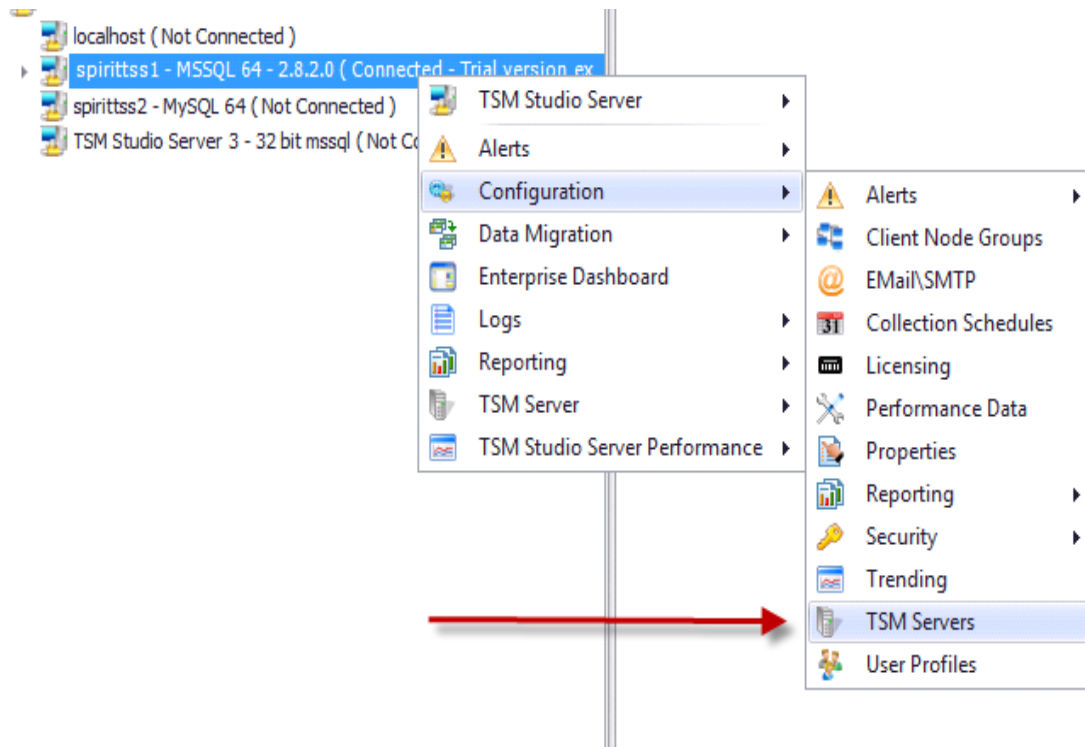 localhost ( Not Connected )
spirittss1 - MSSQL 64 - 2.8.2.0 ( Connected - Trial version ex
spirittss2 - MySQL 64 ( Not Connected )
TSM Studio Server 3 - 32 bit mssql ( Not
TSM Studio Server
Alerts
Configuration
Data Migration
Enterprise Dashboard
Logs
Reporting
TSM Server
TSM Studio Server Performance
Alerts
Client Node Groups
EMail\SMTP
31 Collection Schedules
Licensing
Performance Data
Properties
Reporting
Security
Trending
TSM Servers
User Profiles